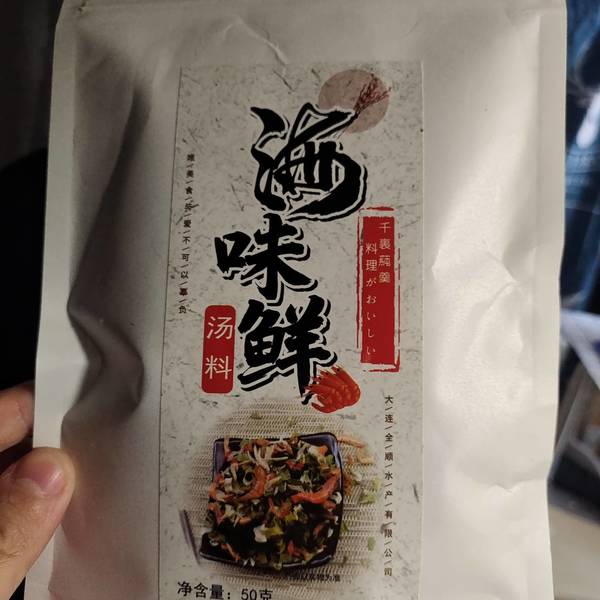 海味鲜
汤料
唯美食与爱不可以辜负
千裏蒓羹
料理がおいしい
大连全顺水产有限公司
净含量：50克